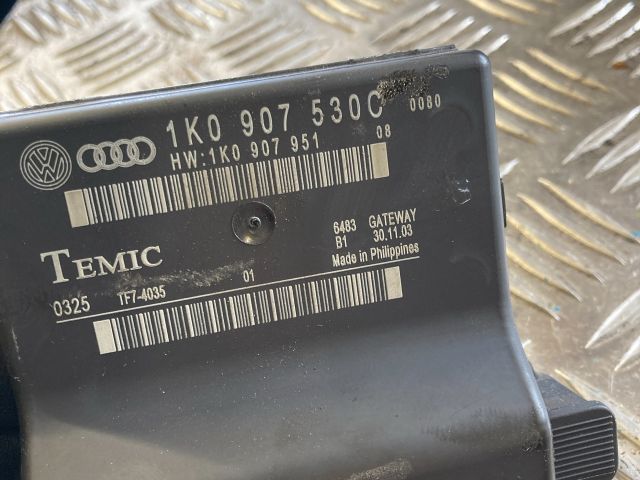 1K0 907 530C 0080
HW:1K0 907 951 08
TEMIC
6483 GATEWAY
B1 30.11.03
Made in Philippines
0325 TF7-4035 01